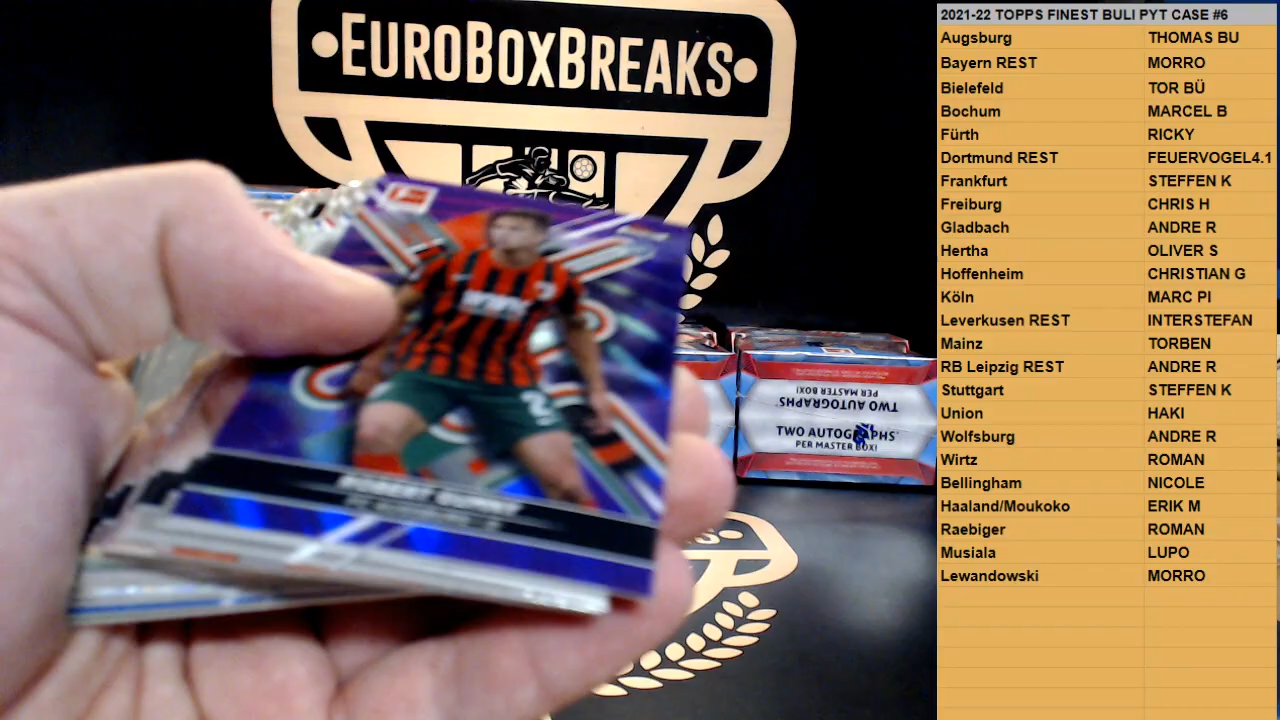 EUROBOXBREAKS
2
TWO AUTOGRAPHS*
PER MASTER BOX!
TWO AUTOGRAPHS*
PER MASTER BOX!
2021-22 TOPPS FINEST BULI PYT CASE #6
Augsburg THOMAS BU
Bayern REST MORRO
Bielefeld TOR BÜ
Bochum MARCEL B
Fürth RICKY
Dortmund REST FEUERVOGEL4.1
Frankfurt STEFFEN K
Freiburg CHRIS H
Gladbach ANDRE R
Hertha OLIVER S
Hoffenheim CHRISTIAN G
Köln MARC PI
Leverkusen REST INTERSTEFAN
Mainz TORBEN
RB Leipzig REST ANDRE R
Stuttgart STEFFEN K
Union HAKI
Wolfsburg ANDRE R
Wirtz ROMAN
Bellingham NICOLE
Haaland/Moukoko ERIK M
Raebiger ROMAN
Musiala LUPO
Lewandowski MORRO